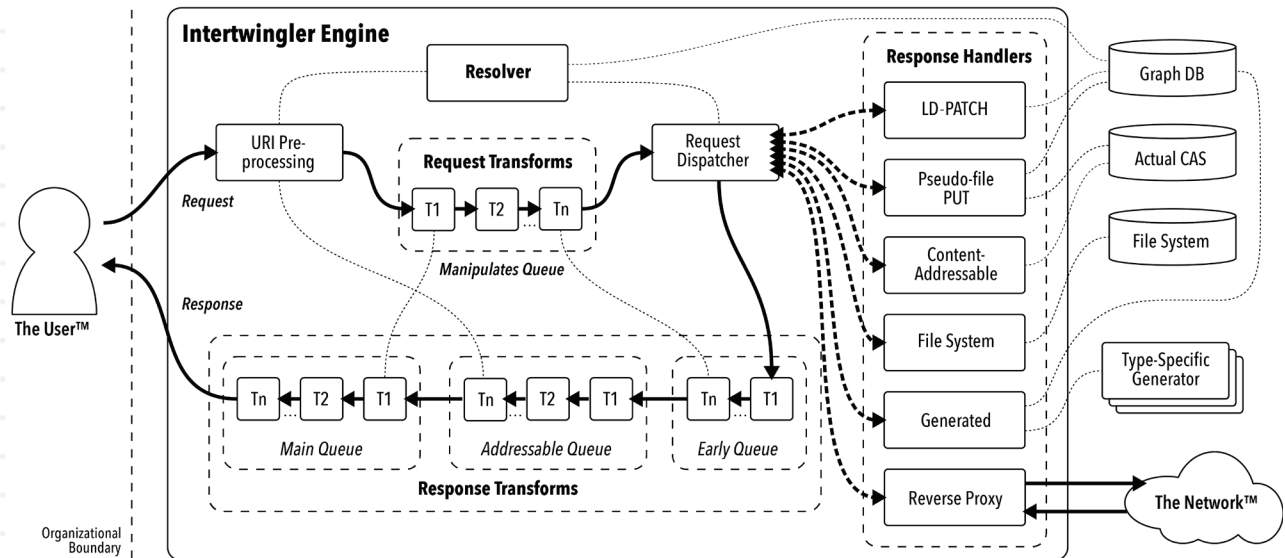 Intertwingler Engine
Resolver
Response Handlers
Graph DB
LD-PATCH
URI Pre-
processing
Request Transforms
Request
Dispatcher
Actual CAS
Pseudo-file
PUT
T1
T2
...
Tn
Request
File System
Content-
Addressable
Manipulates Queue
Response
The User™
File System
Type-Specific
Generator
Tn
...
T2
T1
Tn
...
T2
T1
Tn
...
T1
Generated
Main Queue
Addressable Queue
Early Queue
Response Transforms
Reverse Proxy
The Network™
Organizational
Boundary